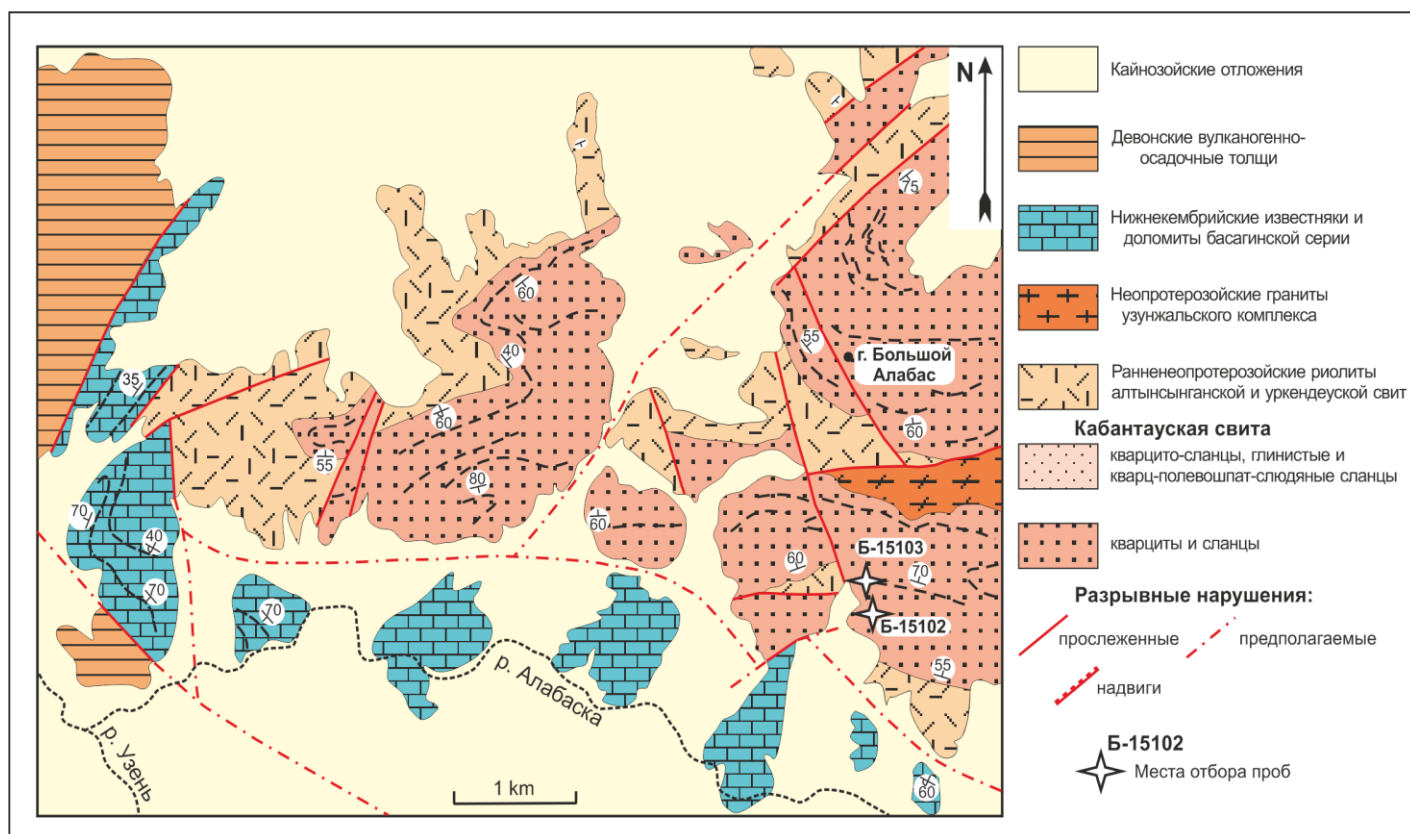 N
75
60
40
60
80
55
35
70
40
70
70
60
55
г. Большой
Алабас
60
60
Б-15103
70
Б-15102
55
60
р. Алабаска
р. Узень
1 km
Кайнозойские отложения
Девонские вулканогенно-
осадочные толщи
Нижнекембрийские известняки и
доломиты басагинской серии
Неопротерозойские граниты
узунжальского комплекса
Ранненеопротерозойские риолиты
алтынсынганской и уркендеуской свит
Кабантауская свита
кварцито-сланцы, глинистые и
кварц-полевошпат-слюдяные сланцы
кварциты и сланцы
Разрывные нарушения:
прослеженные
предполагаемые
надвиги
Б-15102
Места отбора проб